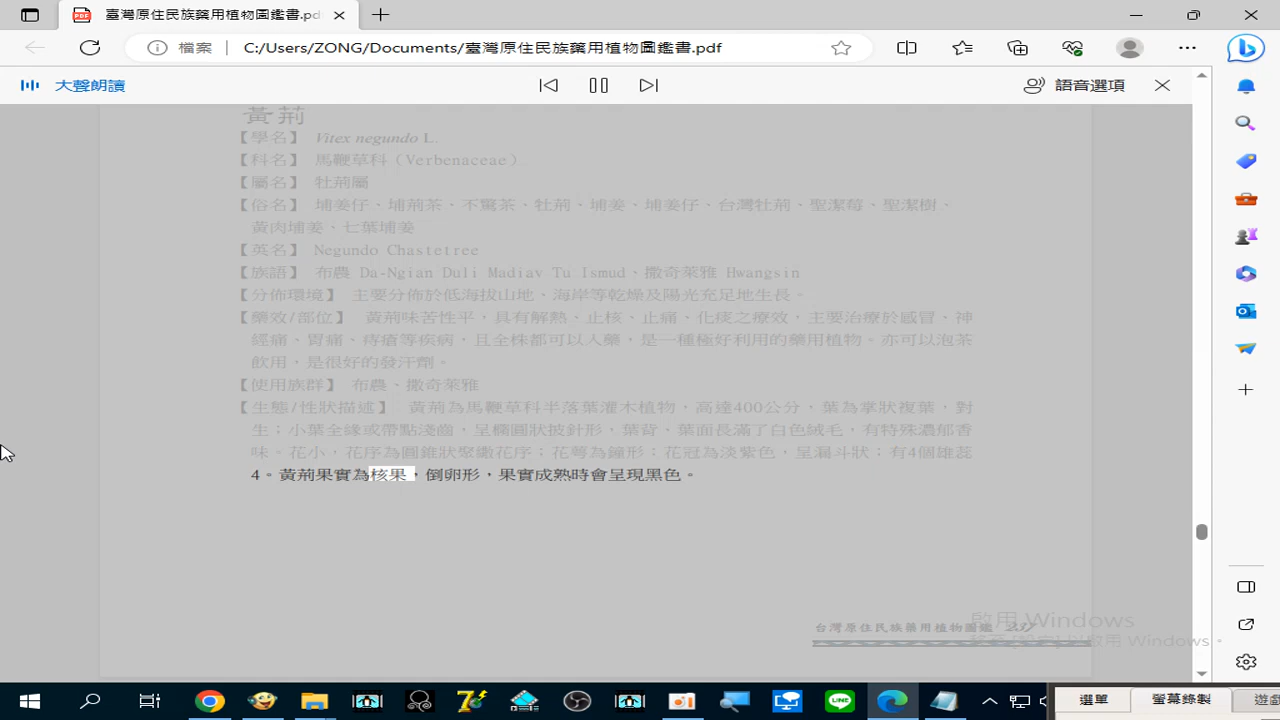 臺灣原住民族藥用植物圖鑑書.pd
檔案
C:/Users/ZONG/Documents/臺灣原住民族藥用植物圖鑑書.pdf
大聲朗讀
語音選項
黃荊
【學名】 Vitex negundo L.
【科名】 馬鞭草科（Verbenaceae）
【屬名】 牡荊屬
【俗名】 埔姜仔、埔荊茶、不驚茶、牡荊、埔姜、埔姜仔、台灣牡荊、聖潔莓、聖潔樹、
黃肉埔姜、七葉埔姜
【英名】 Negundo Chastetree
【族語】 布農 Da-Ngian Duli Madiav Tu Ismud、撒奇萊雅 Hwangsin
【分佈環境】 主要分佈於低海拔山地、海岸等乾燥及陽光充足地生長。
【藥效/部位】 黃荊味苦性平，具有解熱、止核、止痛、化痰之療效，主要治療於感冒、神
經痛、胃痛、痔瘡等疾病，且全株都可以入藥，是一種極好利用的藥用植物。亦可以泡茶
飲用，是很好的發汗劑。
【使用族群】 布農、撒奇萊雅
【生態/性狀描述】 黃荊為馬鞭草科半落葉灌木植物，高達400公分，葉為掌狀複葉，對
生；小葉全緣或帶點淺齒，呈橢圓狀披針形，葉背、葉面長滿了白色絨毛，有特殊濃郁香
味。花小，花序為圓錐狀聚繖花序；花萼為鐘形；花冠為淡紫色，呈漏斗狀；有4個雄蕊
4。黃荊果實為核果，倒卵形，果實成熟時會呈現黑色。
啟用 Windows
台灣原住民族藥用植物圖鑑 237
移至 [設定] 以啟用 Windows。
選單
螢幕錄製
遊戲